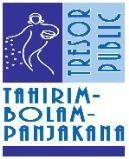 TRESOR
PUBLIC
TAHIRIM-
BOLAM-
PANJAKANA